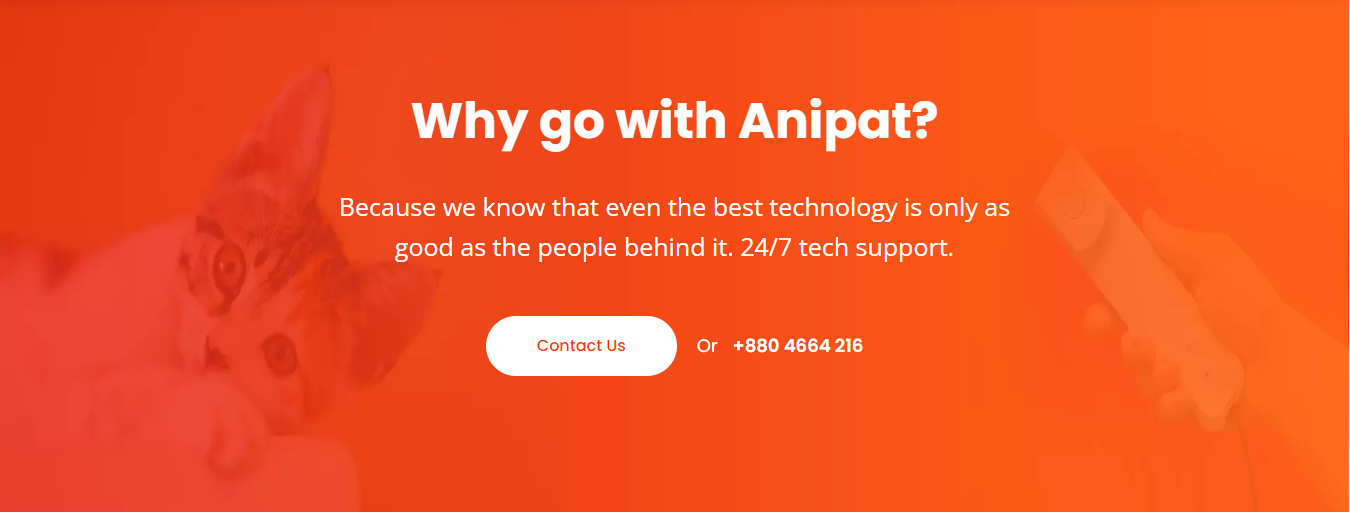 Why go with Anipat?
Because we know that even the best technology is only as
good as the people behind it. 24/7 tech support.
Contact Us Or +880 4664 216